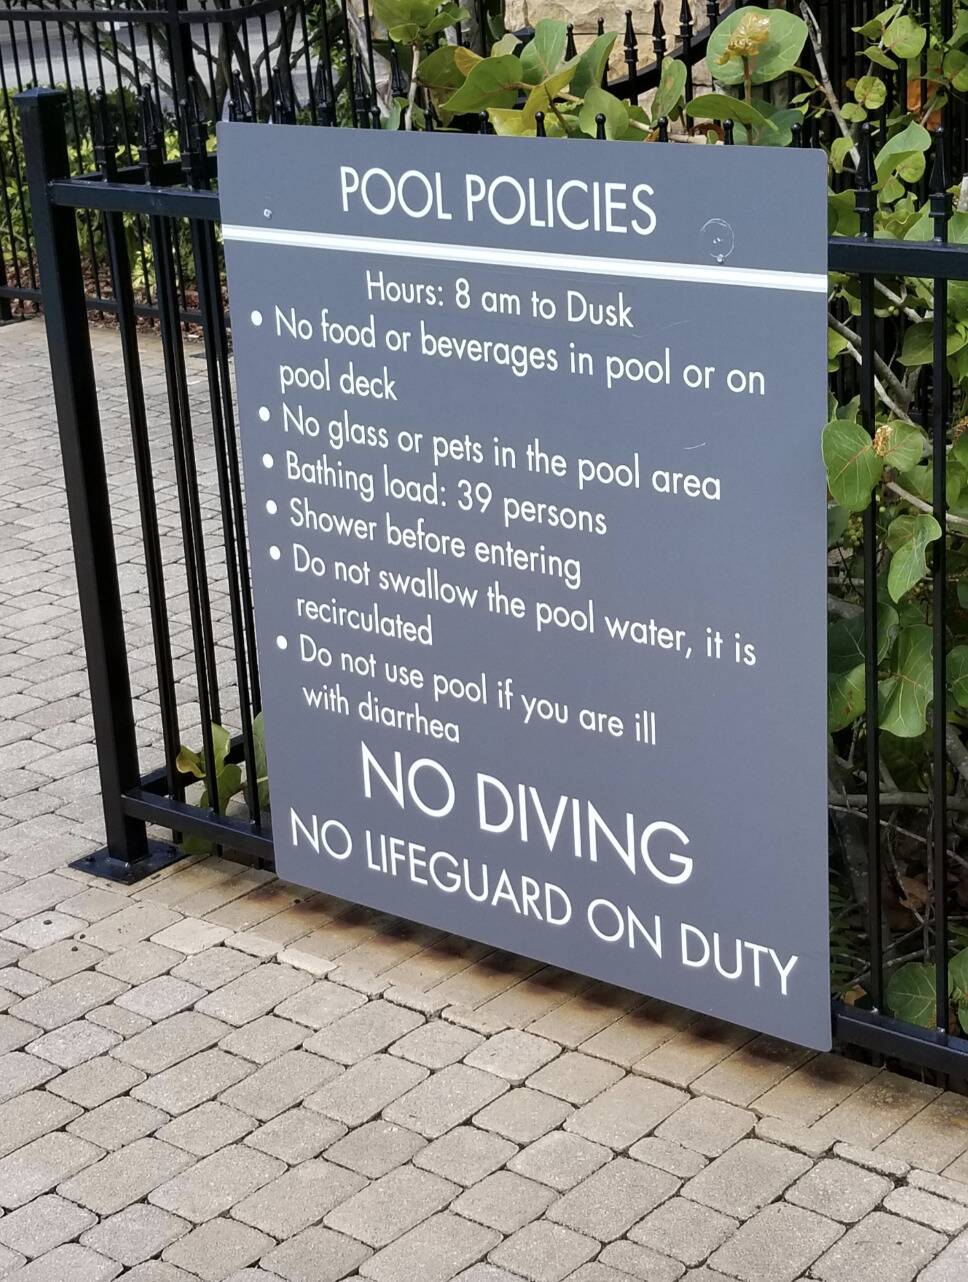 POOL POLICIES
Hours: 8 am to Dusk
• No food or beverages in pool or on
pool deck
• No glass or pets in the pool area
• Bathing load: 39 persons
• Shower before entering
• Do not swallow the pool water, it is
recirculated
• Do not use pool if you are ill
with diarrhea
NO DIVING
NO LIFEGUARD ON DUTY